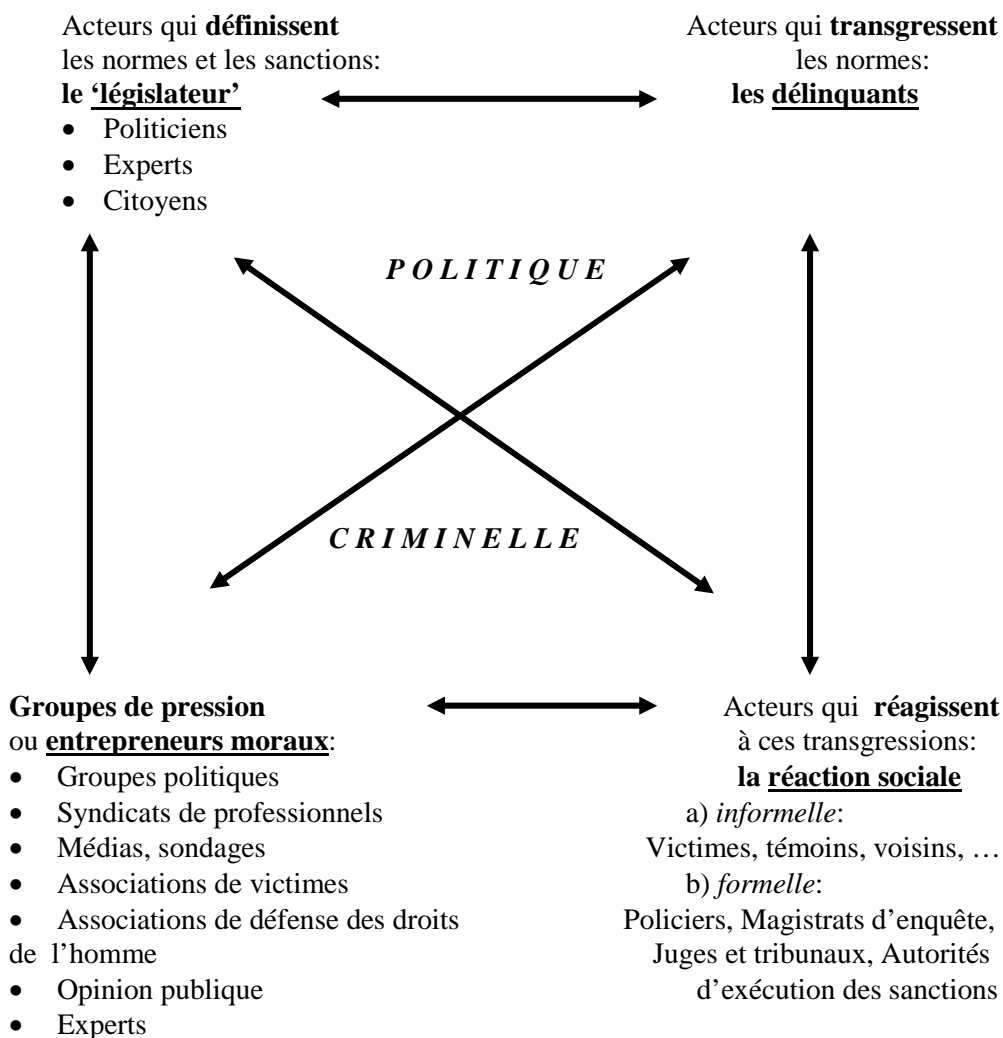 Acteurs qui définissent
les normes et les sanctions:
le ‘législateur’
• Politiciens
• Experts
• Citoyens
Acteurs qui transgressent
les normes:
les délinquants
P O L I T I Q U E
C R I M I N E L L E
Groupes de pression
ou entrepreneurs moraux:
• Groupes politiques
• Syndicats de professionnels
• Médias, sondages
• Associations de victimes
• Associations de défense des droits
de l’homme
• Opinion publique
• Experts
Acteurs qui réagissent
à ces transgressions:
la réaction sociale
a) informelle:
Victimes, témoins, voisins, …
b) formelle:
Policiers, Magistrats d’enquête,
Juges et tribunaux, Autorités
d’exécution des sanctions